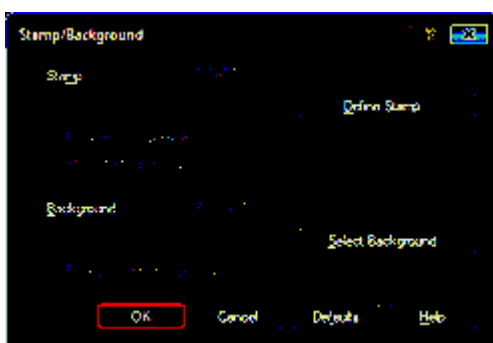 Stamp/Background
Stamp
Define Stamp
Background
Select Background
OK Cancel Defaults Help